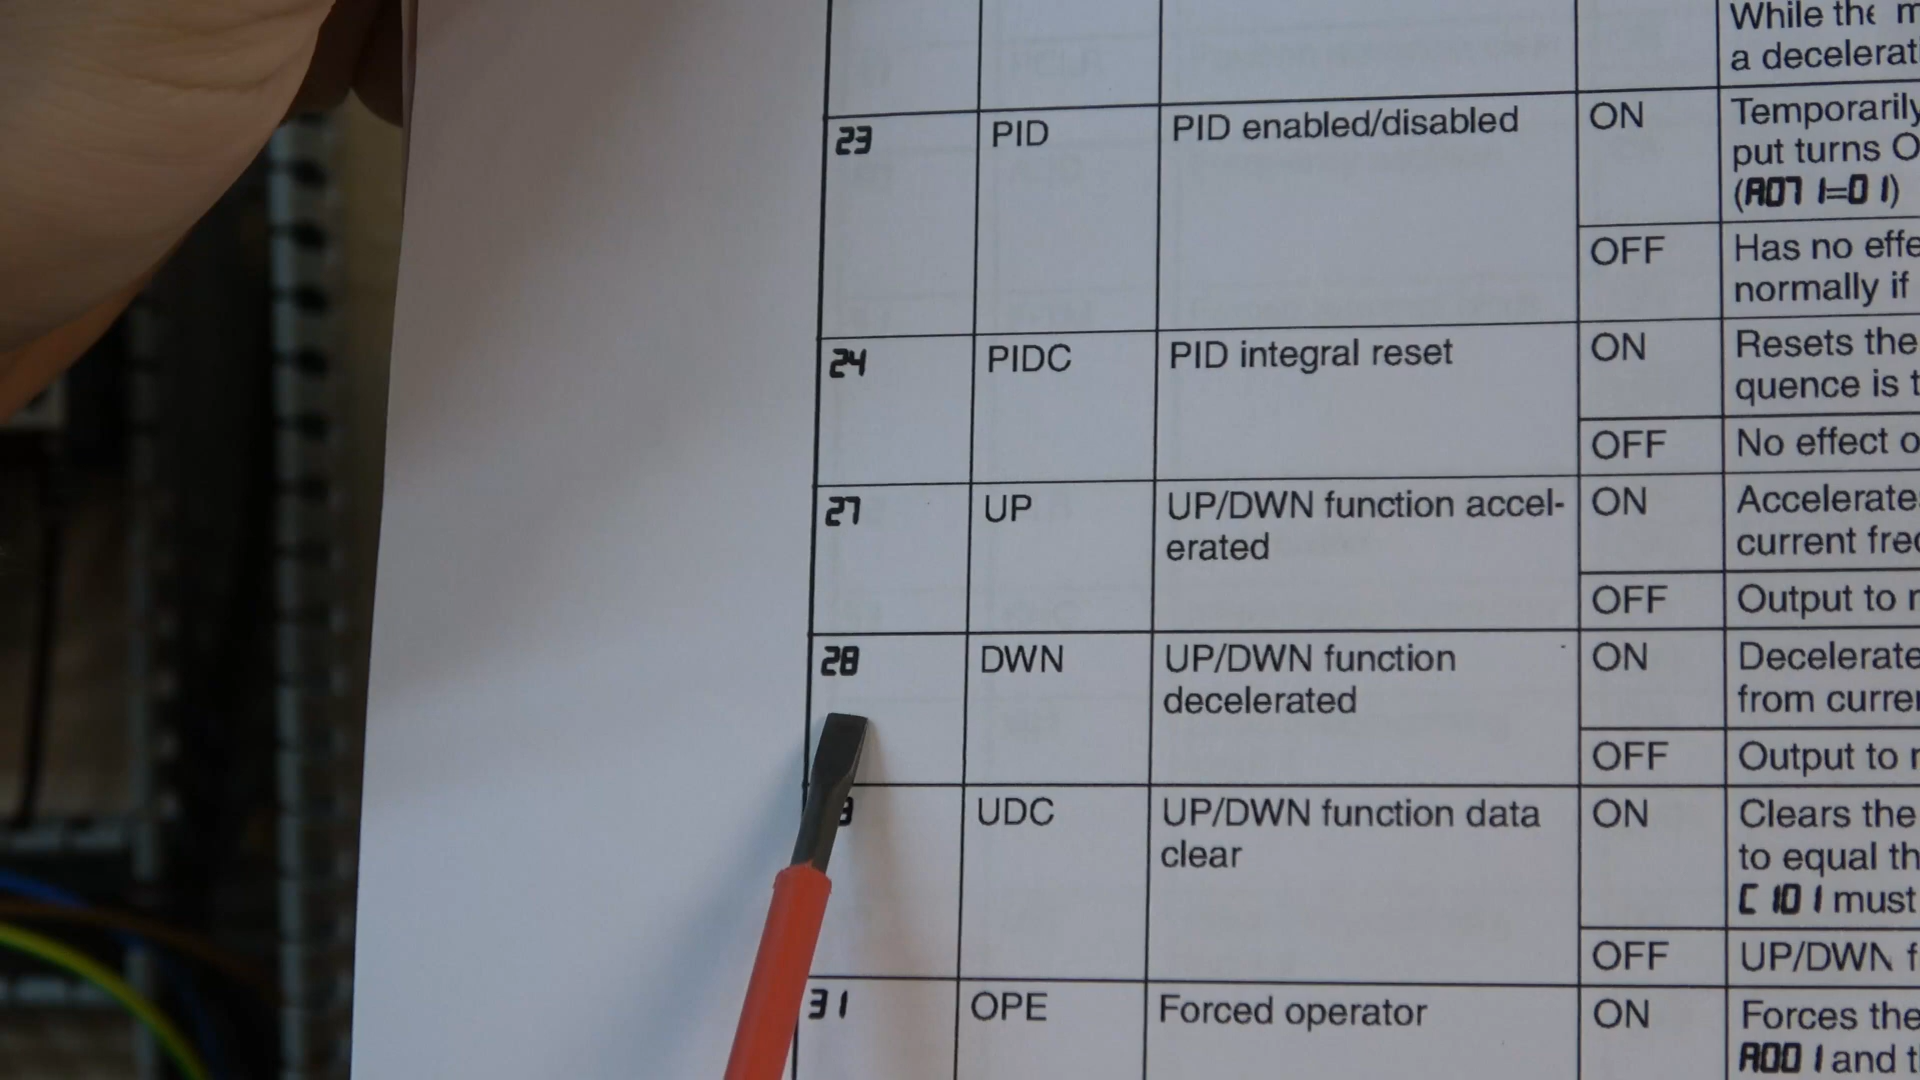 While the
a decelerat
23 PID PID enabled/disabled ON Temporarily
put turns O
(A071=01)
OFF Has no effe
normally if
24 PIDC PID integral reset ON Resets the
quence is t
OFF No effect o
27 UP UP/DWN function accel- ON Accelerate
erated current fre
OFF Output to
28 DWN UP/DWN function ON Decelerate
decelerated from curre
OFF Output to
UDC UP/DWN function data ON Clears the
clear to equal th
C101 must
OFF UP/DWN f
31 OPE Forced operator ON Forces the
A001 and t